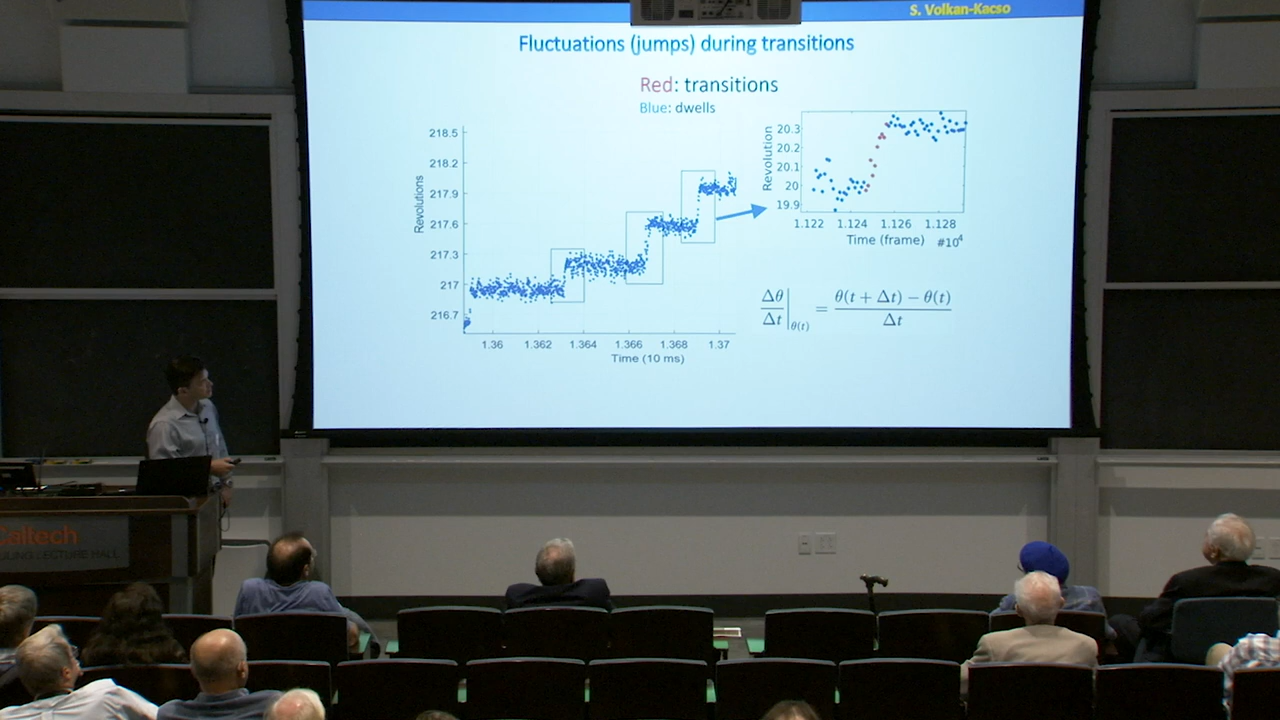 S. Volkan-Kacso
Fluctuations (jumps) during transitions
Red: transitions
Blue: dwells
218.5
218.2
217.9
217.6
217.3
217
216.7
Revolutions
1.36 1.362 1.364 1.366 1.368 1.37
Time (10 ms)
20.3
20.2
20.1
20
19.9
Revolution
1.122 1.124 1.126 1.128
Time (frame) #10⁴
Δθ/Δt|θ(t) = θ(t + Δt) − θ(t)/Δt
Caltech
LECTURE HALL